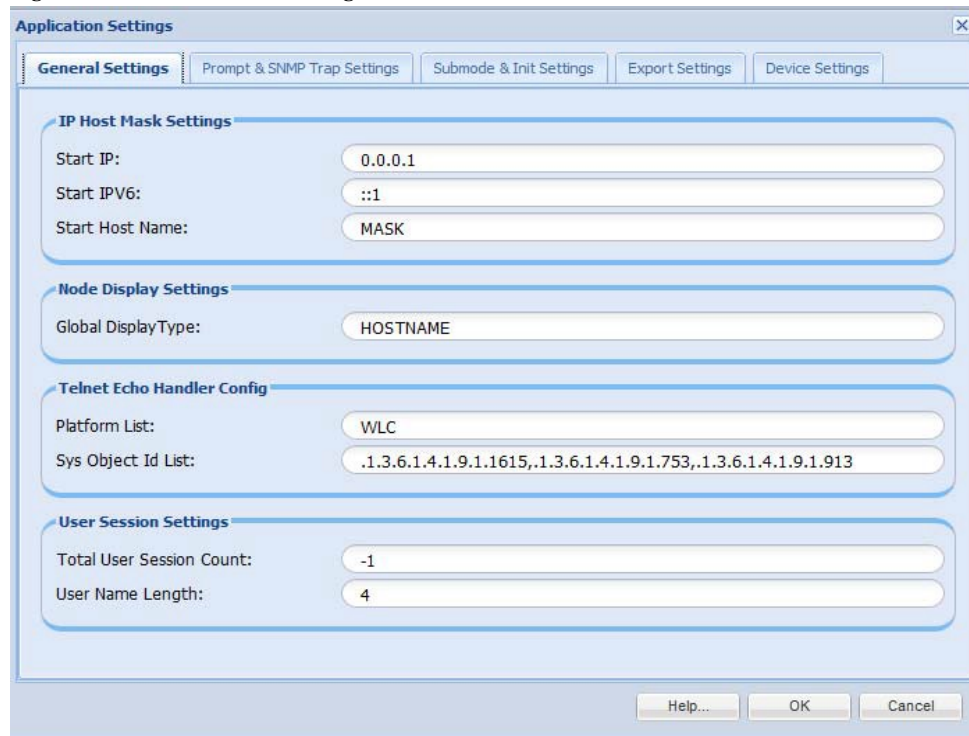 Application Settings
General Settings Prompt & SNMP Trap Settings Submode & Init Settings Export Settings Device Settings
IP Host Mask Settings
Start IP: 0.0.0.1
Start IPV6: ::1
Start Host Name: MASK
Node Display Settings
Global DisplayType: HOSTNAME
Telnet Echo Handler Config
Platform List: WLC
Sys Object Id List: .1.3.6.1.4.1.9.1.1615,.1.3.6.1.4.1.9.1.753,.1.3.6.1.4.1.9.1.913
User Session Settings
Total User Session Count: -1
User Name Length: 4
Help... OK Cancel